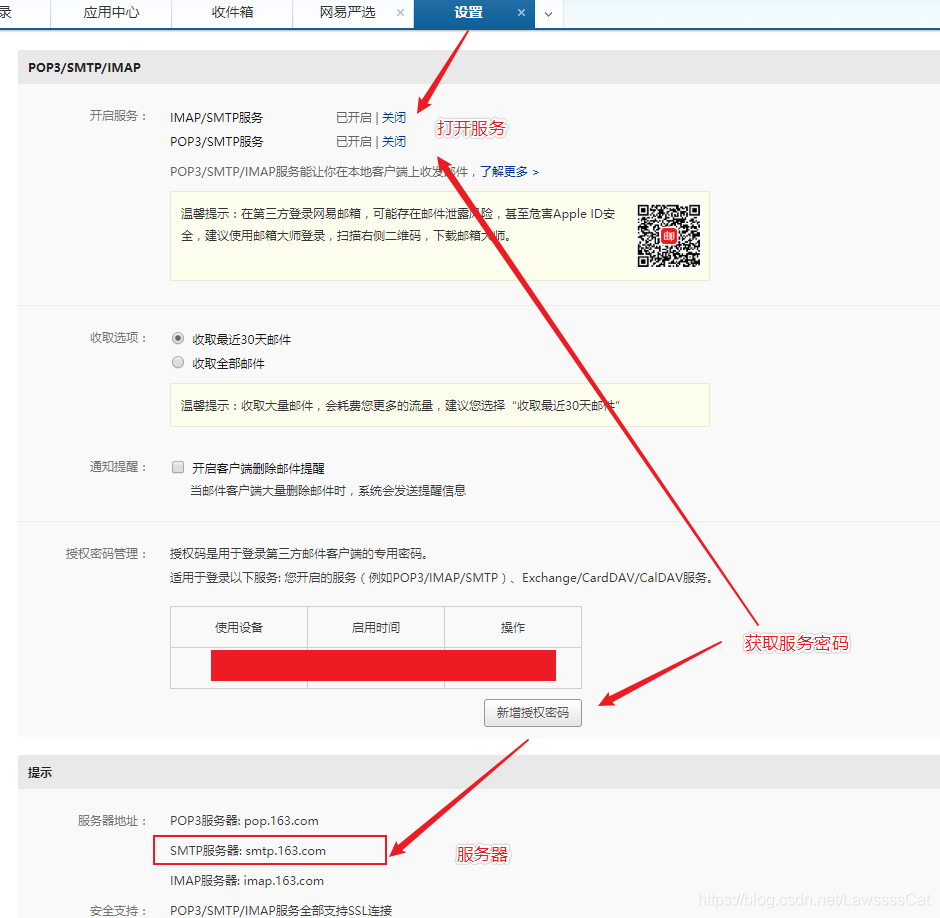 录 应用中心 收件箱 网易严选 × 设置 ×
POP3/SMTP/IMAP
开启服务： IMAP/SMTP服务 已开启 | 关闭
打开服务
POP3/SMTP服务 已开启 | 关闭
POP3/SMTP/IMAP服务能让你在本地客户端上收发邮件，了解更多 >
温馨提示：在第三方登录网易邮箱，可能存在邮件泄露风险，甚至危害Apple ID安
全，建议使用邮箱大师登录，扫描右侧二维码，下载邮箱大师。
收取选项： 收取最近30天邮件
收取全部邮件
温馨提示：收取大量邮件，会耗费您更多的流量，建议您选择“收取最近30天邮件”
通知提醒： 开启客户端删除邮件提醒
当邮件客户端大量删除邮件时，系统会发送提醒信息
授权密码管理： 授权码是用于登录第三方邮件客户端的专用密码。
适用于登录以下服务: 您开启的服务（例如POP3/IMAP/SMTP）、Exchange/CardDAV/CalDAV服务。
使用设备 启用时间 操作
获取服务密码
新增授权密码
提示
服务器地址： POP3服务器: pop.163.com
SMTP服务器: smtp.163.com
服务器
IMAP服务器: imap.163.com
安全支持： POP3/SMTP/IMAP服务全部支持SSL连接
https://blog.csdn.net/LawssssCat